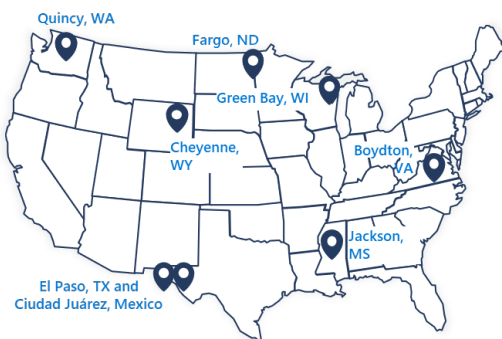 Quincy, WA
Fargo, ND
Green Bay, WI
Cheyenne,
WY
Boydton,
VA
Jackson,
MS
El Paso, TX and
Ciudad Juárez, Mexico